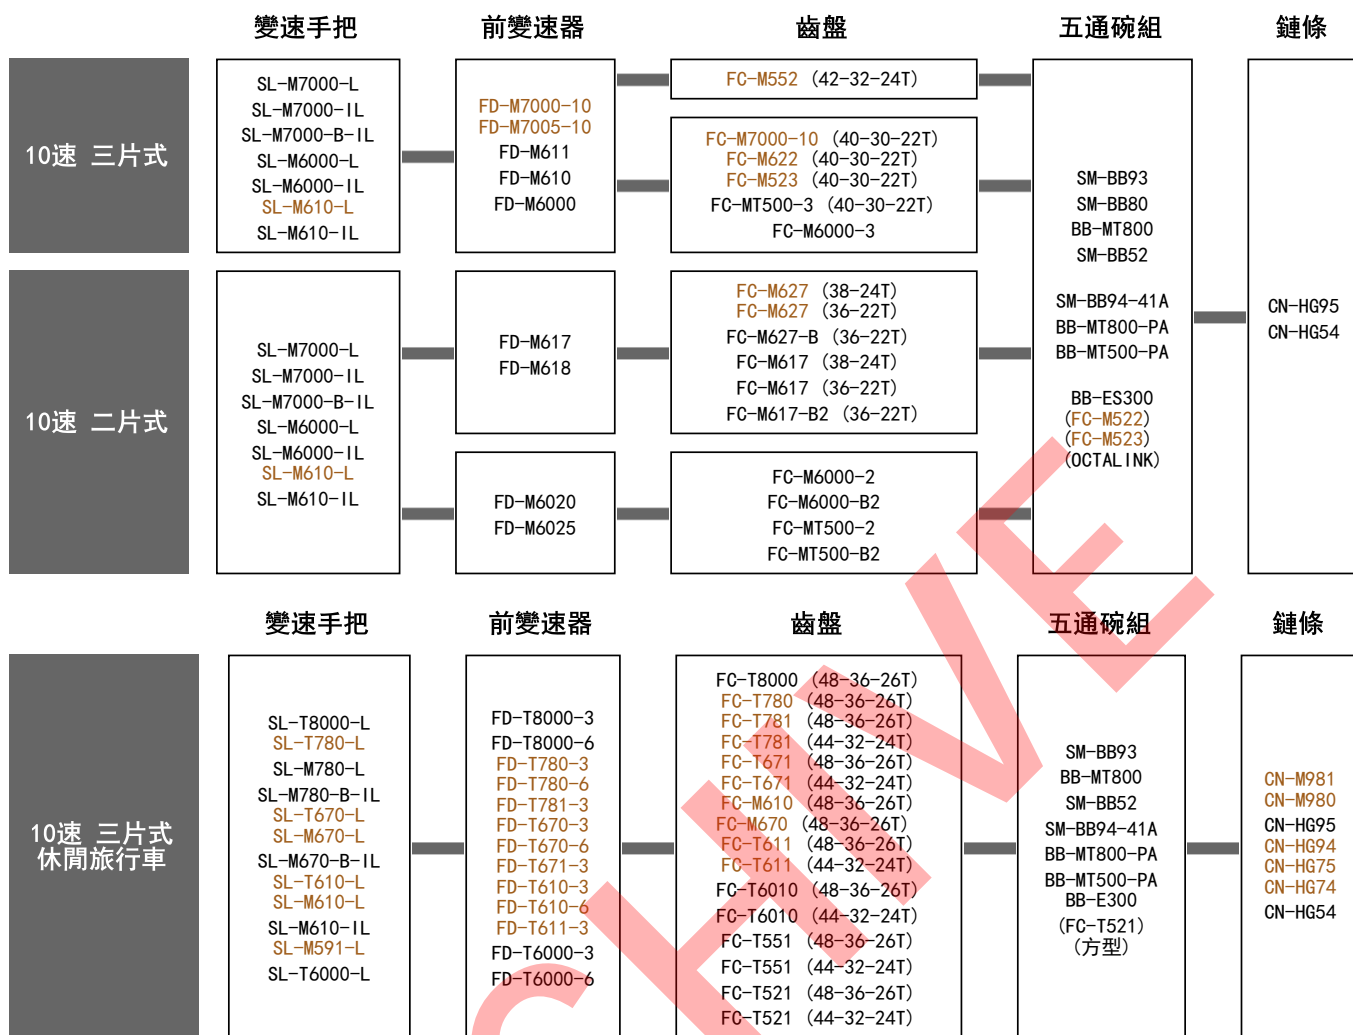 變速手把
前變速器
齒盤
五通碗組
鏈條
10速 三片式
SL-M7000-L
SL-M7000-IL
SL-M7000-B-IL
SL-M6000-L
SL-M6000-IL
SL-M610-L
SL-M610-IL
FD-M7000-10
FD-M7005-10
FD-M611
FD-M610
FD-M6000
FC-M552 (42-32-24T)
FC-M7000-10 (40-30-22T)
FC-M622 (40-30-22T)
FC-M523 (40-30-22T)
FC-MT500-3 (40-30-22T)
FC-M6000-3
10速 二片式
SL-M7000-L
SL-M7000-IL
SL-M7000-B-IL
SL-M6000-L
SL-M6000-IL
SL-M610-L
SL-M610-IL
FD-M617
FD-M618
FC-M627 (38-24T)
FC-M627 (36-22T)
FC-M627-B (36-22T)
FC-M617 (38-24T)
FC-M617 (36-22T)
FC-M617-B2 (36-22T)
FD-M6020
FD-M6025
FC-M6000-2
FC-M6000-B2
FC-MT500-2
FC-MT500-B2
SM-BB93
SM-BB80
BB-MT800
SM-BB52
SM-BB94-41A
BB-MT800-PA
BB-MT500-PA
BB-ES300
(FC-M522)
(FC-M523)
(OCTALINK)
CN-HG95
CN-HG54
變速手把
前變速器
齒盤
五通碗組
鏈條
10速 三片式
休閒旅行車
SL-T8000-L
SL-T780-L
SL-M780-L
SL-M780-B-IL
SL-T670-L
SL-M670-L
SL-M670-B-IL
SL-T610-L
SL-M610-L
SL-M610-IL
SL-M591-L
SL-T6000-L
FD-T8000-3
FD-T8000-6
FD-T780-3
FD-T780-6
FD-T781-3
FD-T670-3
FD-T670-6
FD-T671-3
FD-T610-3
FD-T610-6
FD-T611-3
FD-T6000-3
FD-T6000-6
FC-T8000 (48-36-26T)
FC-T780 (48-36-26T)
FC-T781 (48-36-26T)
FC-T781 (44-32-24T)
FC-T671 (48-36-26T)
FC-T671 (44-32-24T)
FC-M610 (48-36-26T)
FC-M670 (48-36-26T)
FC-T611 (48-36-26T)
FC-T611 (44-32-24T)
FC-T6010 (48-36-26T)
FC-T6010 (44-32-24T)
FC-T551 (48-36-26T)
FC-T551 (44-32-24T)
FC-T521 (48-36-26T)
FC-T521 (44-32-24T)
SM-BB93
BB-MT800
SM-BB52
SM-BB94-41A
BB-MT800-PA
BB-MT500-PA
BB-E300
(FC-T521)
(方型)
CN-M981
CN-M980
CN-HG95
CN-HG94
CN-HG75
CN-HG74
CN-HG54
CHIVE